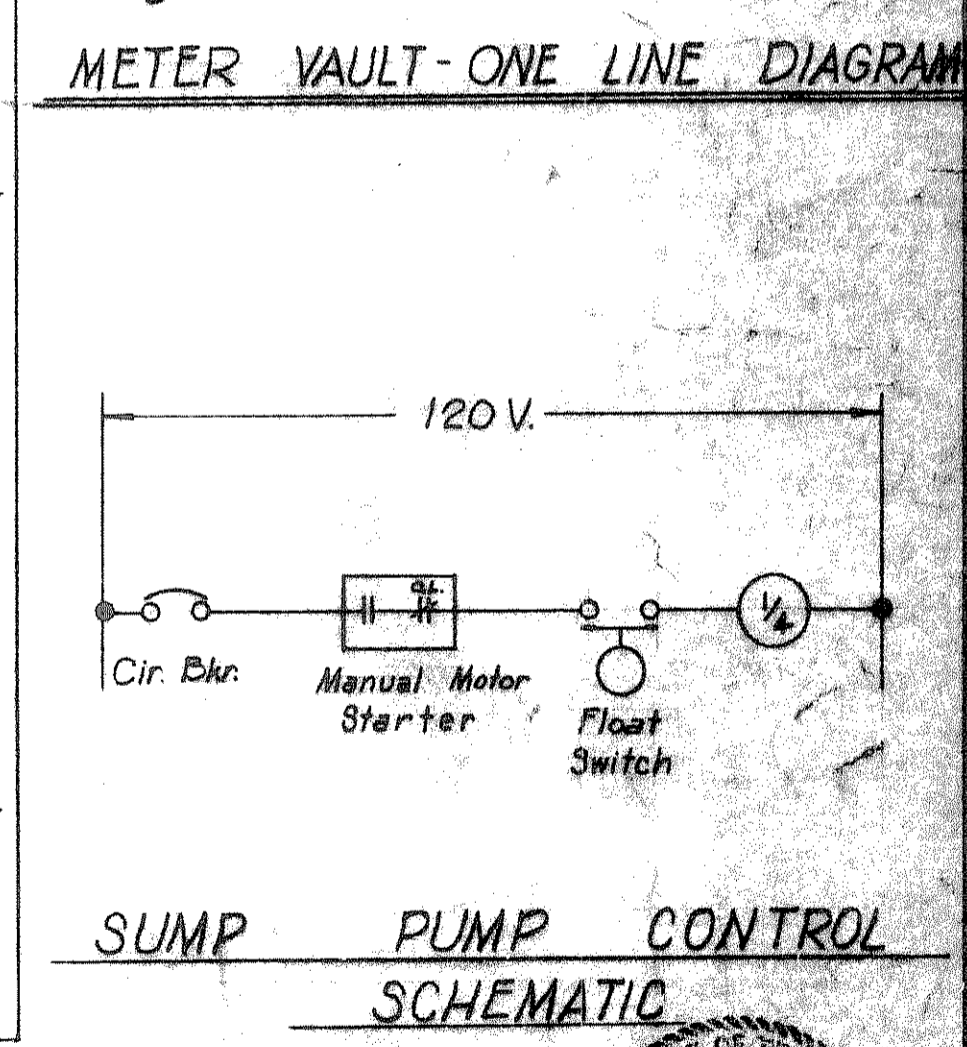 METER VAULT - ONE LINE DIAGRAM
120 V.
O.L.
1/4
Cir. Bkr.
Manual Motor
Starter
Float
Switch
SUMP PUMP CONTROL
SCHEMATIC